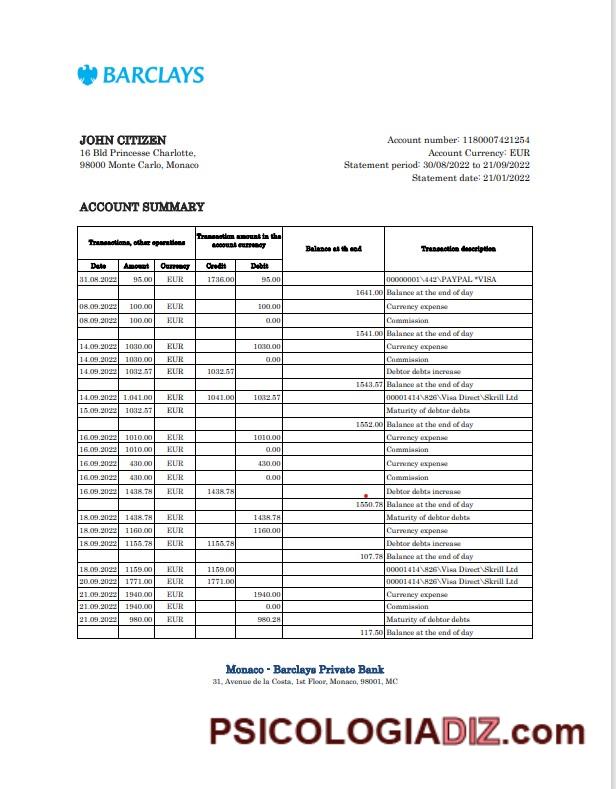 BARCLAYS
JOHN CITIZEN
16 Bld Princesse Charlotte,
98000 Monte Carlo, Monaco
Account number: 1180007421254
Account Currency: EUR
Statement period: 30/08/2022 to 21/09/2022
Statement date: 21/01/2022
ACCOUNT SUMMARY
Transactions, other operations Transaction amount in the account currency Balance at th end Transaction description
Date Amount Currency Credit Debit
31.08.2022 95.00 EUR 1736.00 95.00 00000001\442\PAYPAL *VISA
1641.00 Balance at the end of day
08.09.2022 100.00 EUR 100.00 Currency expense
08.09.2022 100.00 EUR 0.00 Commission
1541.00 Balance at the end of day
14.09.2022 1030.00 EUR 1030.00 Currency expense
14.09.2022 1030.00 EUR 0.00 Commission
14.09.2022 1032.57 EUR 1032.57 Debtor debts increase
1543.57 Balance at the end of day
14.09.2022 1.041.00 EUR 1041.00 1032.57 00001414\826\Visa Direct\Skrill Ltd
15.09.2022 1032.57 EUR Maturity of debtor debts
1552.00 Balance at the end of day
16.09.2022 1010.00 EUR 1010.00 Currency expense
16.09.2022 1010.00 EUR 0.00 Commission
16.09.2022 430.00 EUR 430.00 Currency expense
16.09.2022 430.00 EUR 0.00 Commission
16.09.2022 1438.78 EUR 1438.78 Debtor debts increase
1550.78 Balance at the end of day
18.09.2022 1438.78 EUR 1438.78 Maturity of debtor debts
18.09.2022 1160.00 EUR 1160.00 Currency expense
18.09.2022 1155.78 EUR 1155.78 Debtor debts increase
107.78 Balance at the end of day
18.09.2022 1159.00 EUR 1159.00 00001414\826\Visa Direct\Skrill Ltd
20.09.2022 1771.00 EUR 1771.00 00001414\826\Visa Direct\Skrill Ltd
21.09.2022 1940.00 EUR 1940.00 Currency expense
21.09.2022 1940.00 EUR 0.00 Commission
21.09.2022 980.00 EUR 980.28 Maturity of debtor debts
117.50 Balance at the end of day
Monaco - Barclays Private Bank
31, Avenue de la Costa, 1st Floor, Monaco, 98001, MC
PSICOLOGIADIZ.com